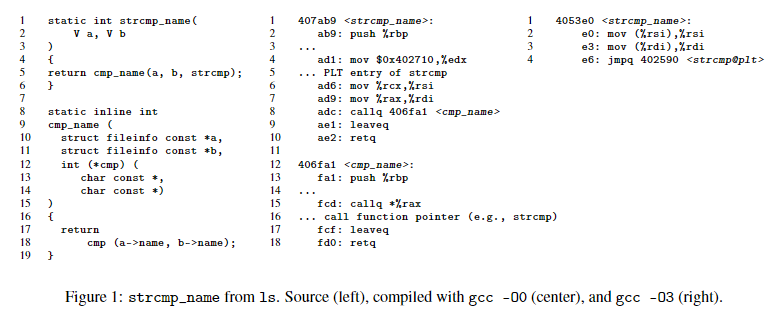 1 static int strcmp_name(
2 V a, V b
3 )
4 {
5 return cmp_name(a, b, strcmp);
6 }
7
8 static inline int
9 cmp_name (
10 struct fileinfo const *a,
11 struct fileinfo const *b,
12 int (*cmp) (
13 char const *,
14 char const *)
15 )
16 {
17 return
18 cmp (a->name, b->name);
19 }
1 407ab9 <strcmp_name>:
2 ab9: push %rbp
3 ...
4 ad1: mov $0x402710,%edx
5 ... PLT entry of strcmp
6 ad6: mov %rcx,%rsi
7 ad9: mov %rax,%rdi
8 adc: callq 406fa1 <cmp_name>
9 ae1: leaveq
10 ae2: retq
11
12 406fa1 <cmp_name>:
13 fa1: push %rbp
14 ...
15 fcd: callq *%rax
16 ... call function pointer (e.g., strcmp)
17 fcf: leaveq
18 fd0: retq
1 4053e0 <strcmp_name>:
2 e0: mov (%rsi),%rsi
3 e3: mov (%rdi),%rdi
4 e6: jmpq 402590 <strcmp@plt>
Figure 1: strcmp_name from ls. Source (left), compiled with gcc -O0 (center), and gcc -O3 (right).